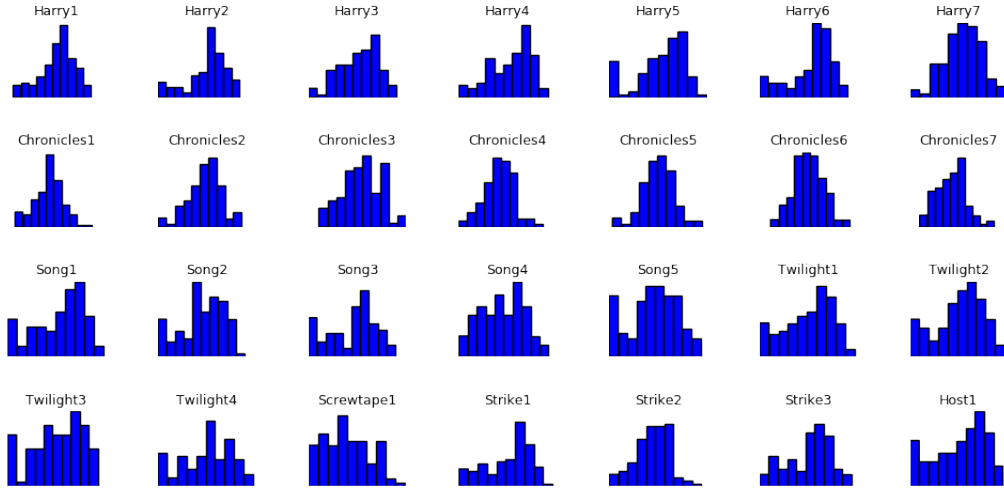 Harry1 Harry2 Harry3 Harry4 Harry5 Harry6 Harry7
Chronicles1 Chronicles2 Chronicles3 Chronicles4 Chronicles5 Chronicles6 Chronicles7
Song1 Song2 Song3 Song4 Song5 Twilight1 Twilight2
Twilight3 Twilight4 Screwtape1 Strike1 Strike2 Strike3 Host1